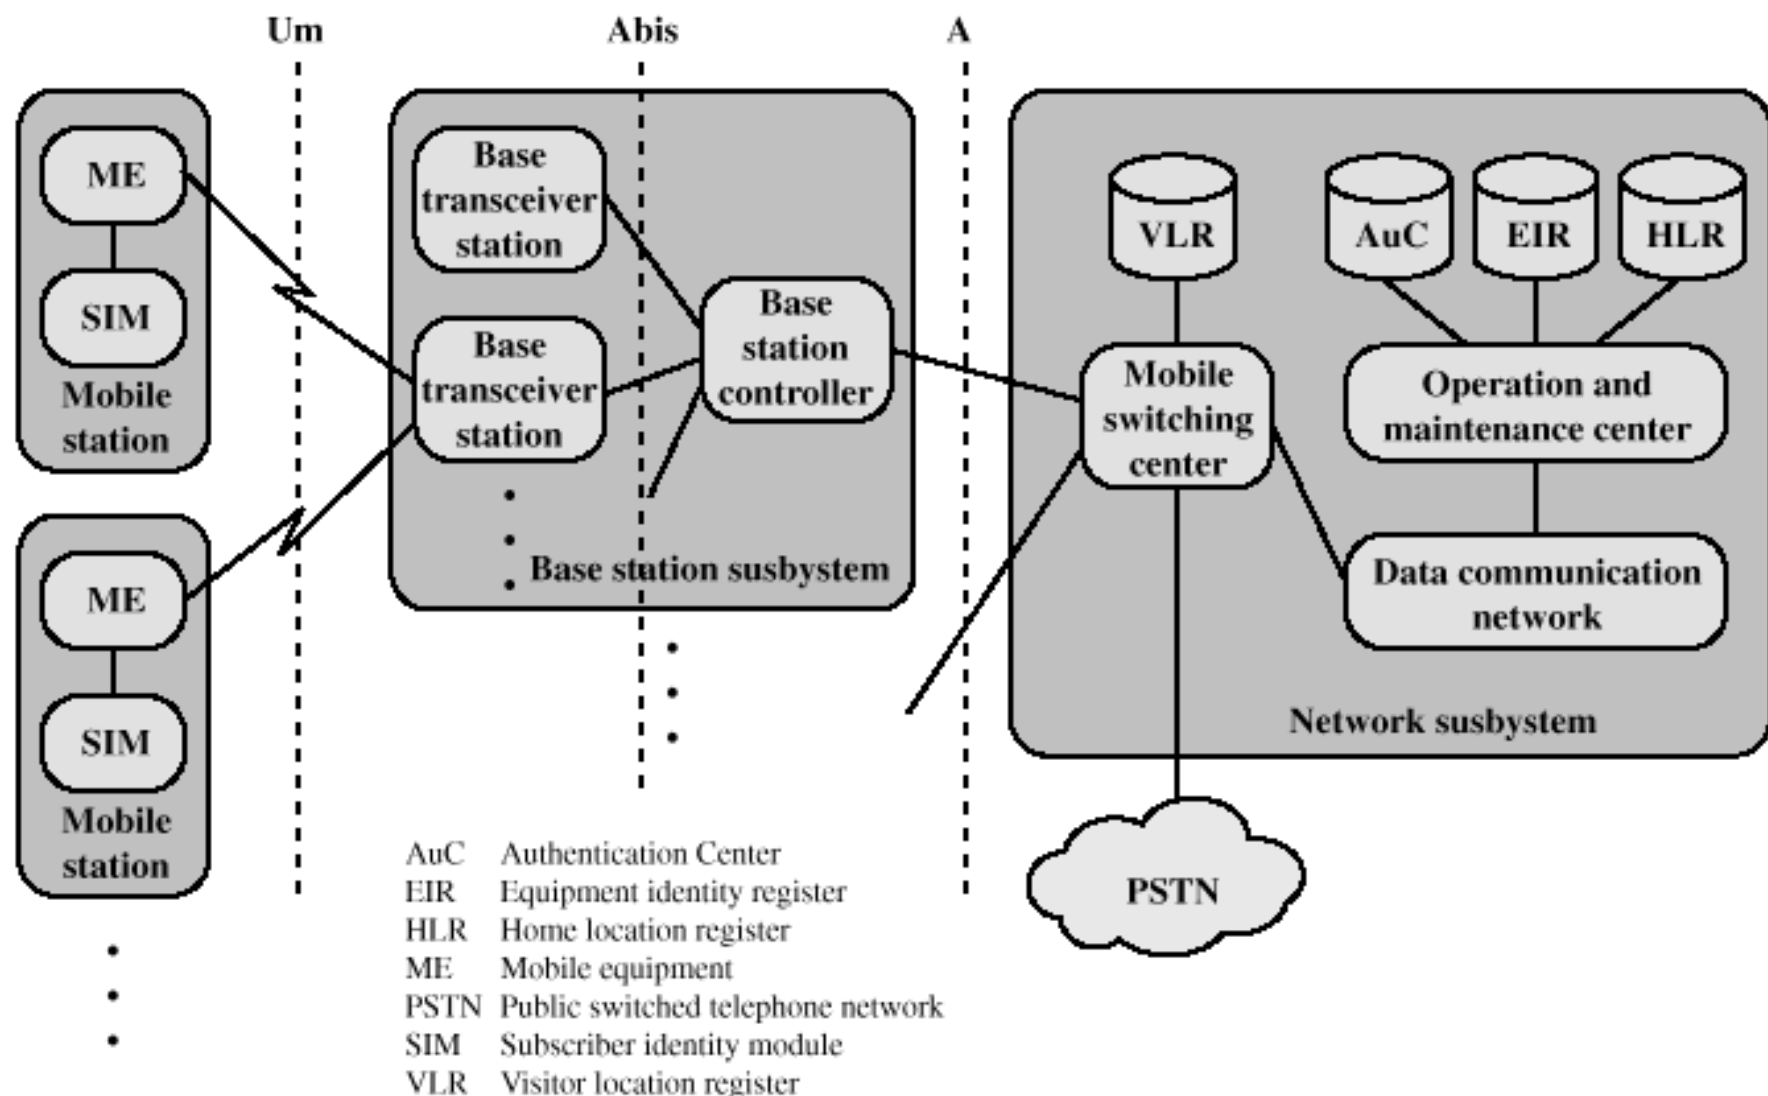 Um
Abis
A
ME
SIM
Mobile
station
ME
SIM
Mobile
station
Base
transceiver
station
Base
transceiver
station
Base
station
controller
Base station susbystem
VLR
AuC
EIR
HLR
Mobile
switching
center
Operation and
maintenance center
Data communication
network
Network susbystem
PSTN
AuC Authentication Center
EIR Equipment identity register
HLR Home location register
ME Mobile equipment
PSTN Public switched telephone network
SIM Subscriber identity module
VLR Visitor location register